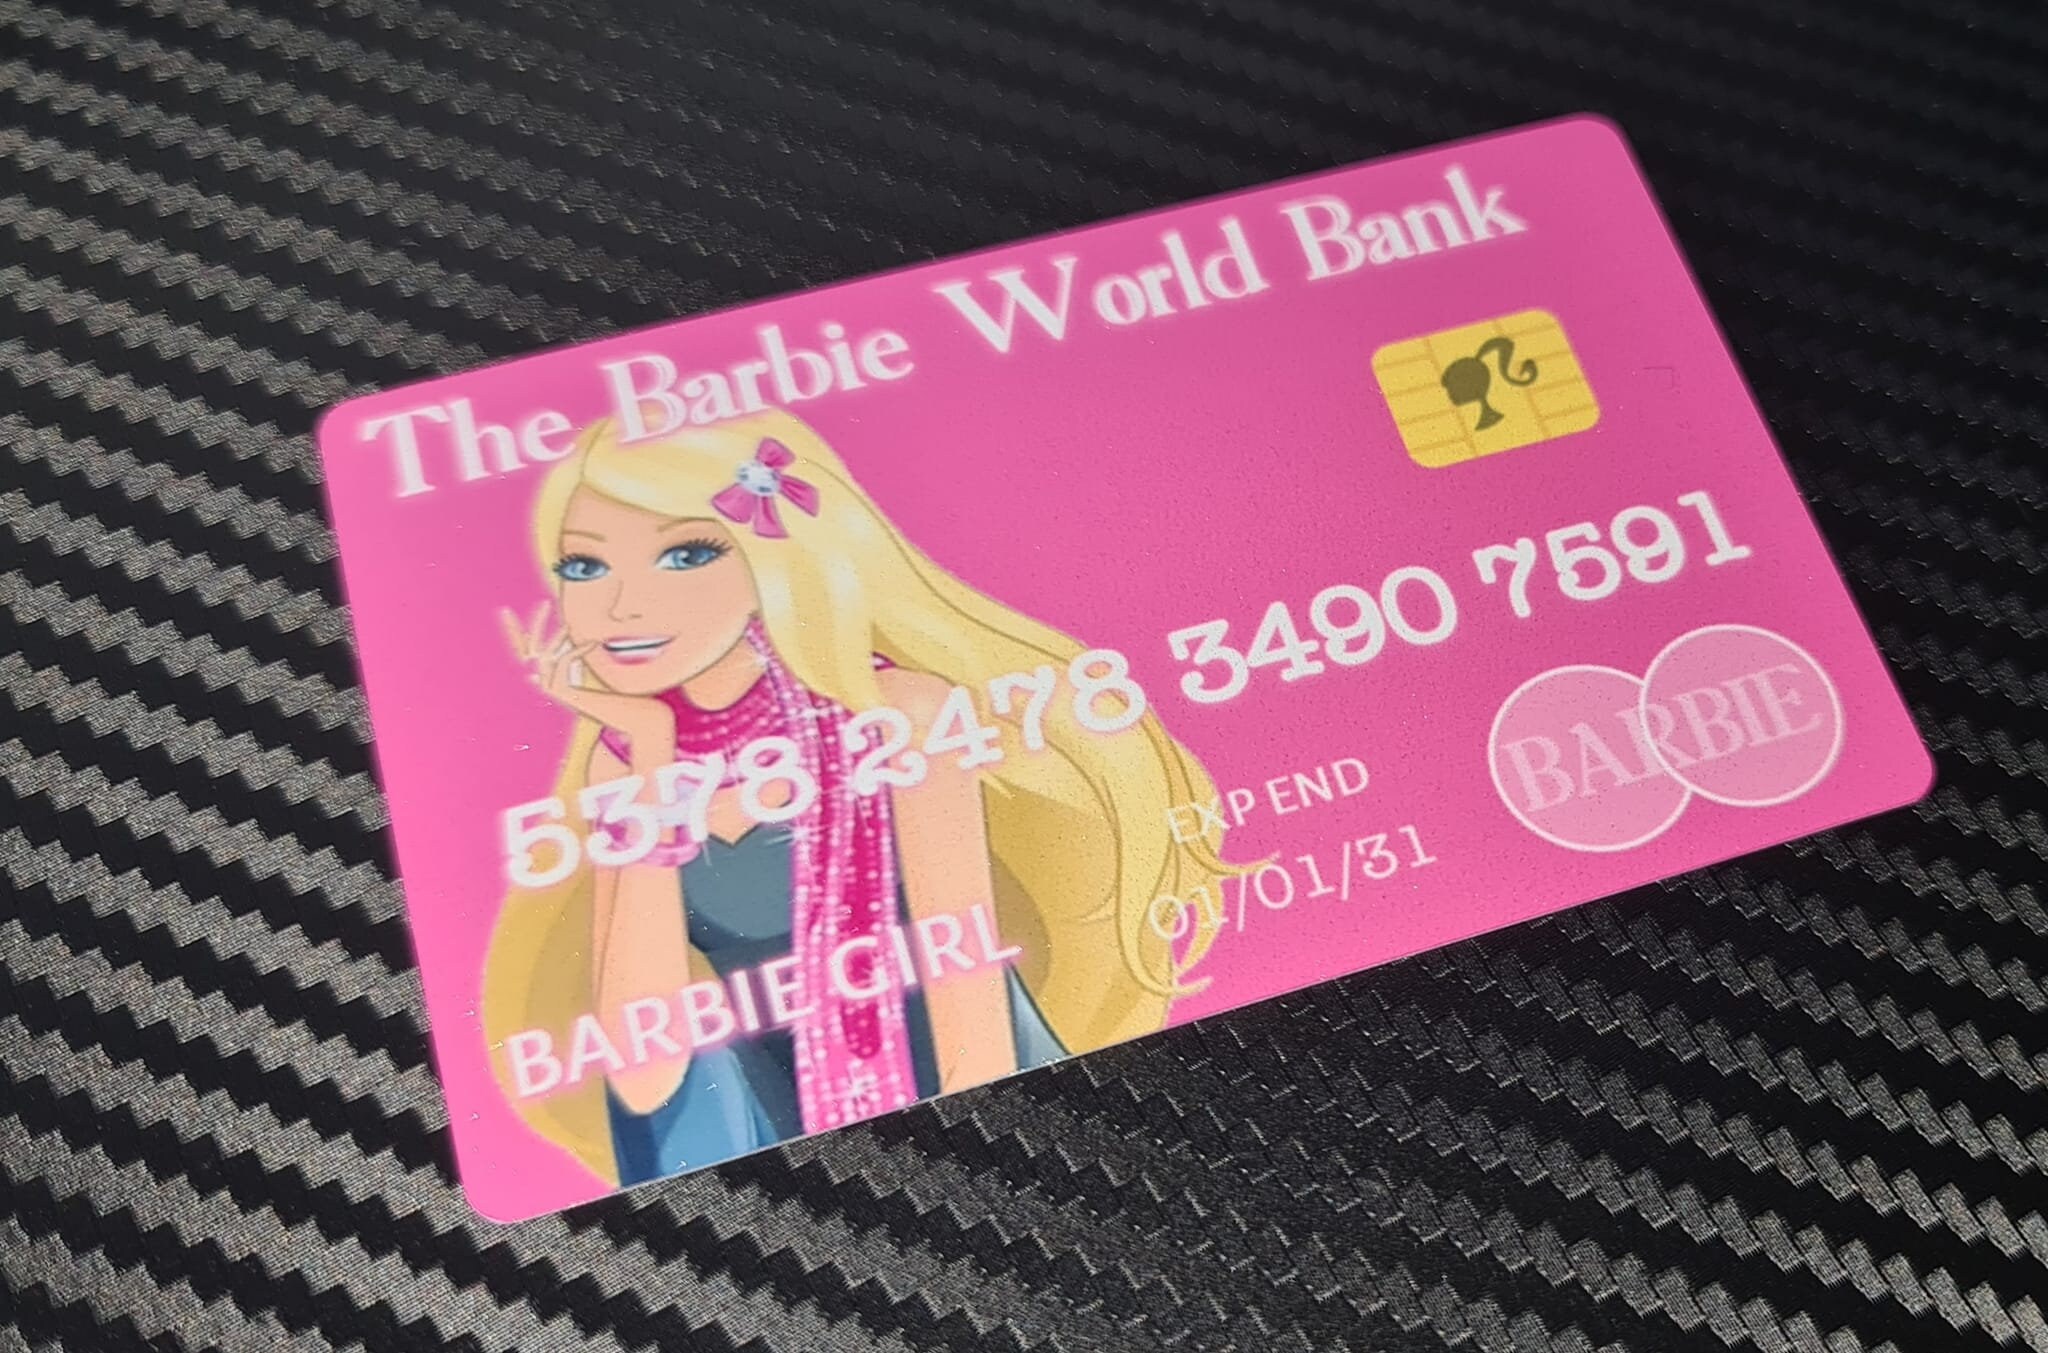 The Barbie World Bank
5378 2478 3490 7591
EXP END
01/01/31
BARBIE
BARBIE GIRL